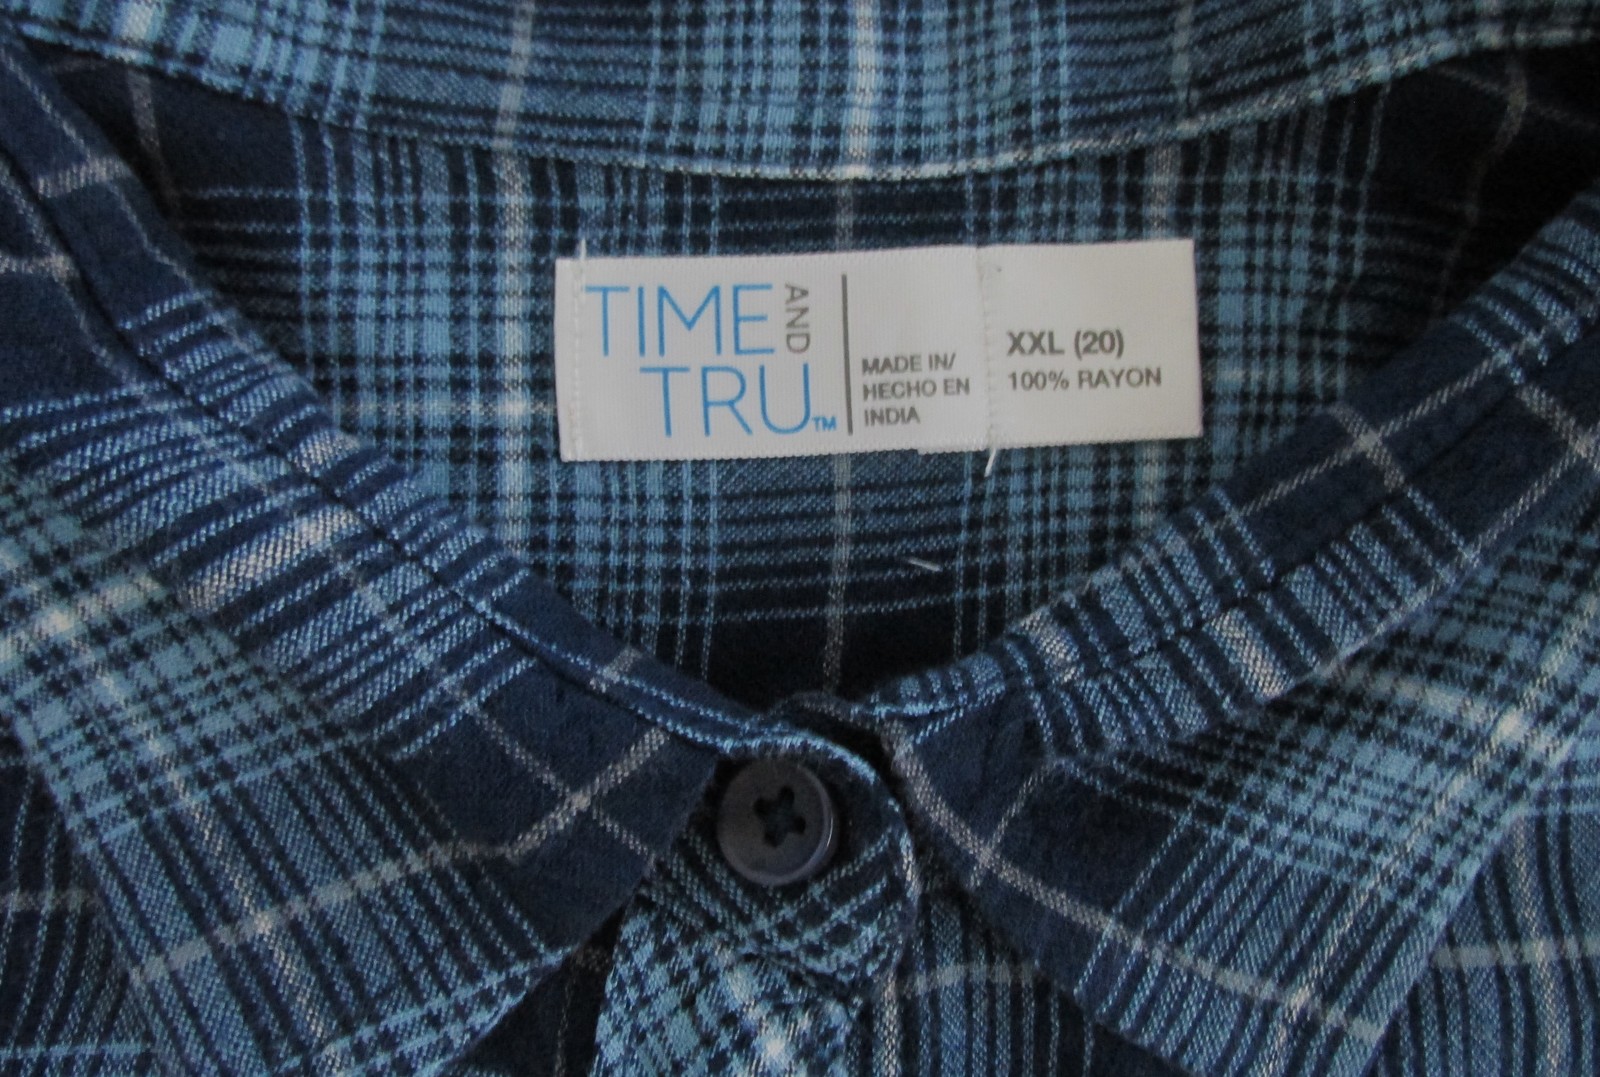 TIME AND
TRU™
MADE IN/
HECHO EN
INDIA
XXL (20)
100% RAYON